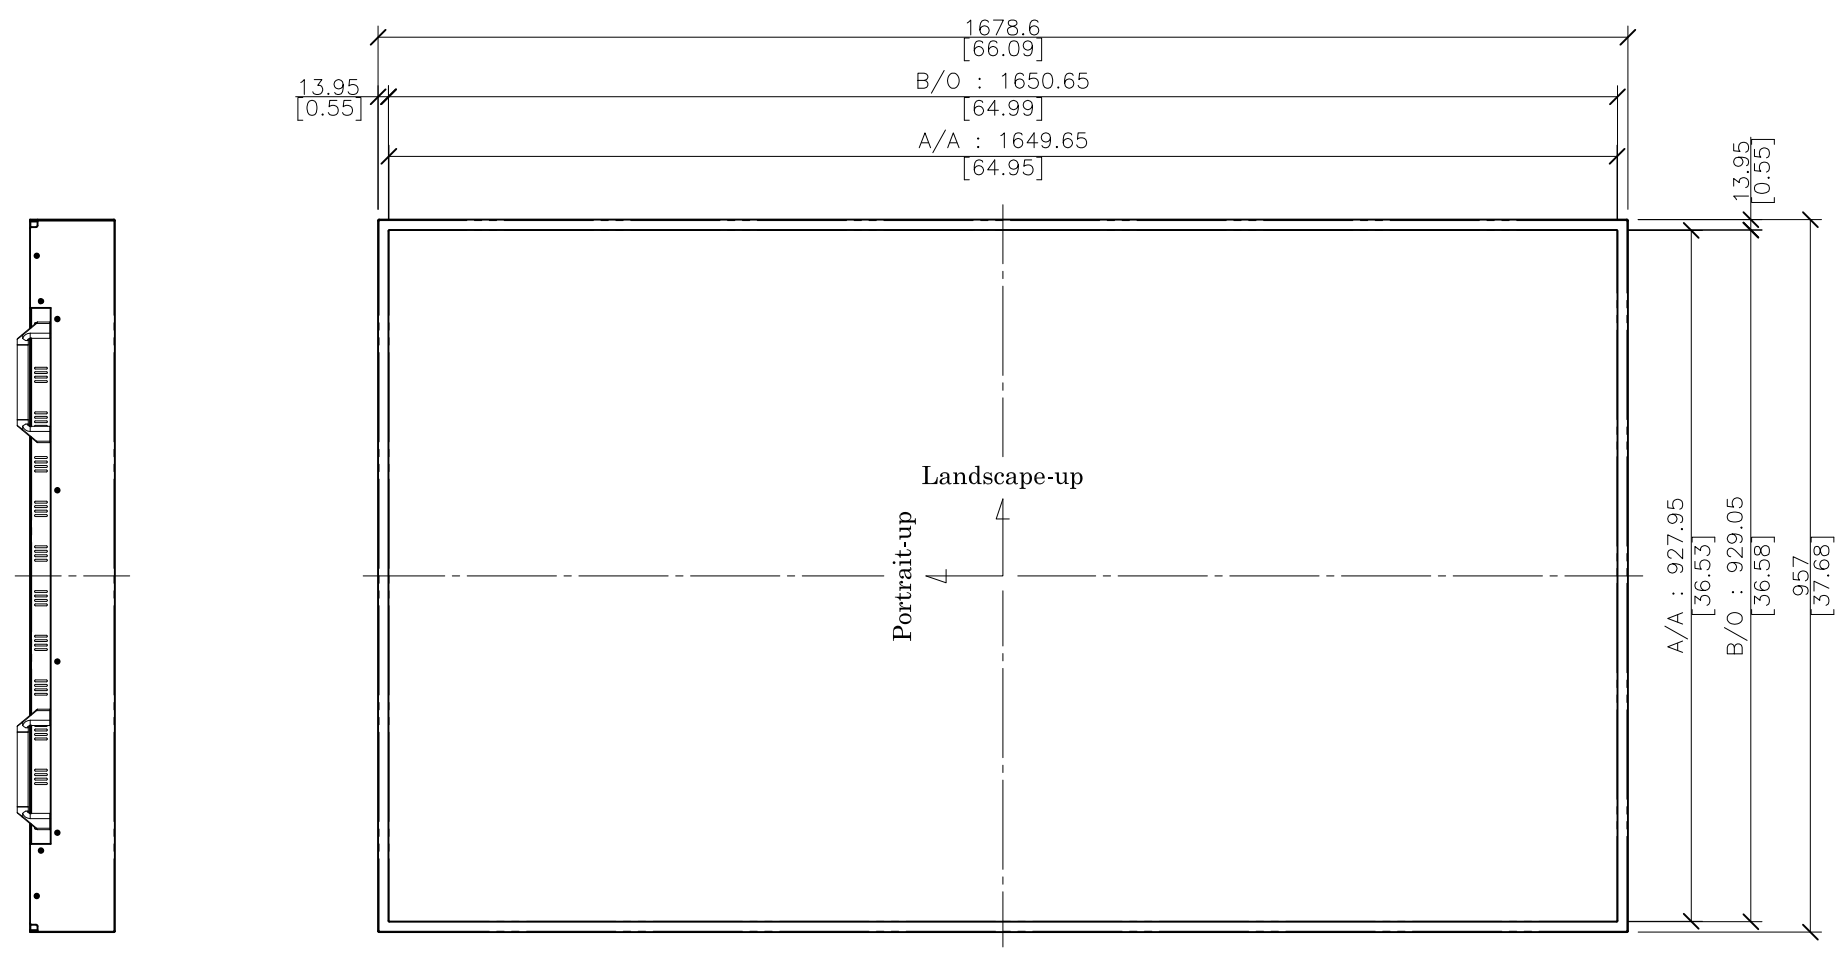 1678.6
[66.09]
13.95
[0.55]
B/O : 1650.65
[64.99]
A/A : 1649.65
[64.95]
13.95
[0.55]
Landscape-up
Portrait-up
A/A : 927.95
[36.53]
B/O : 929.05
[36.58]
957
[37.68]